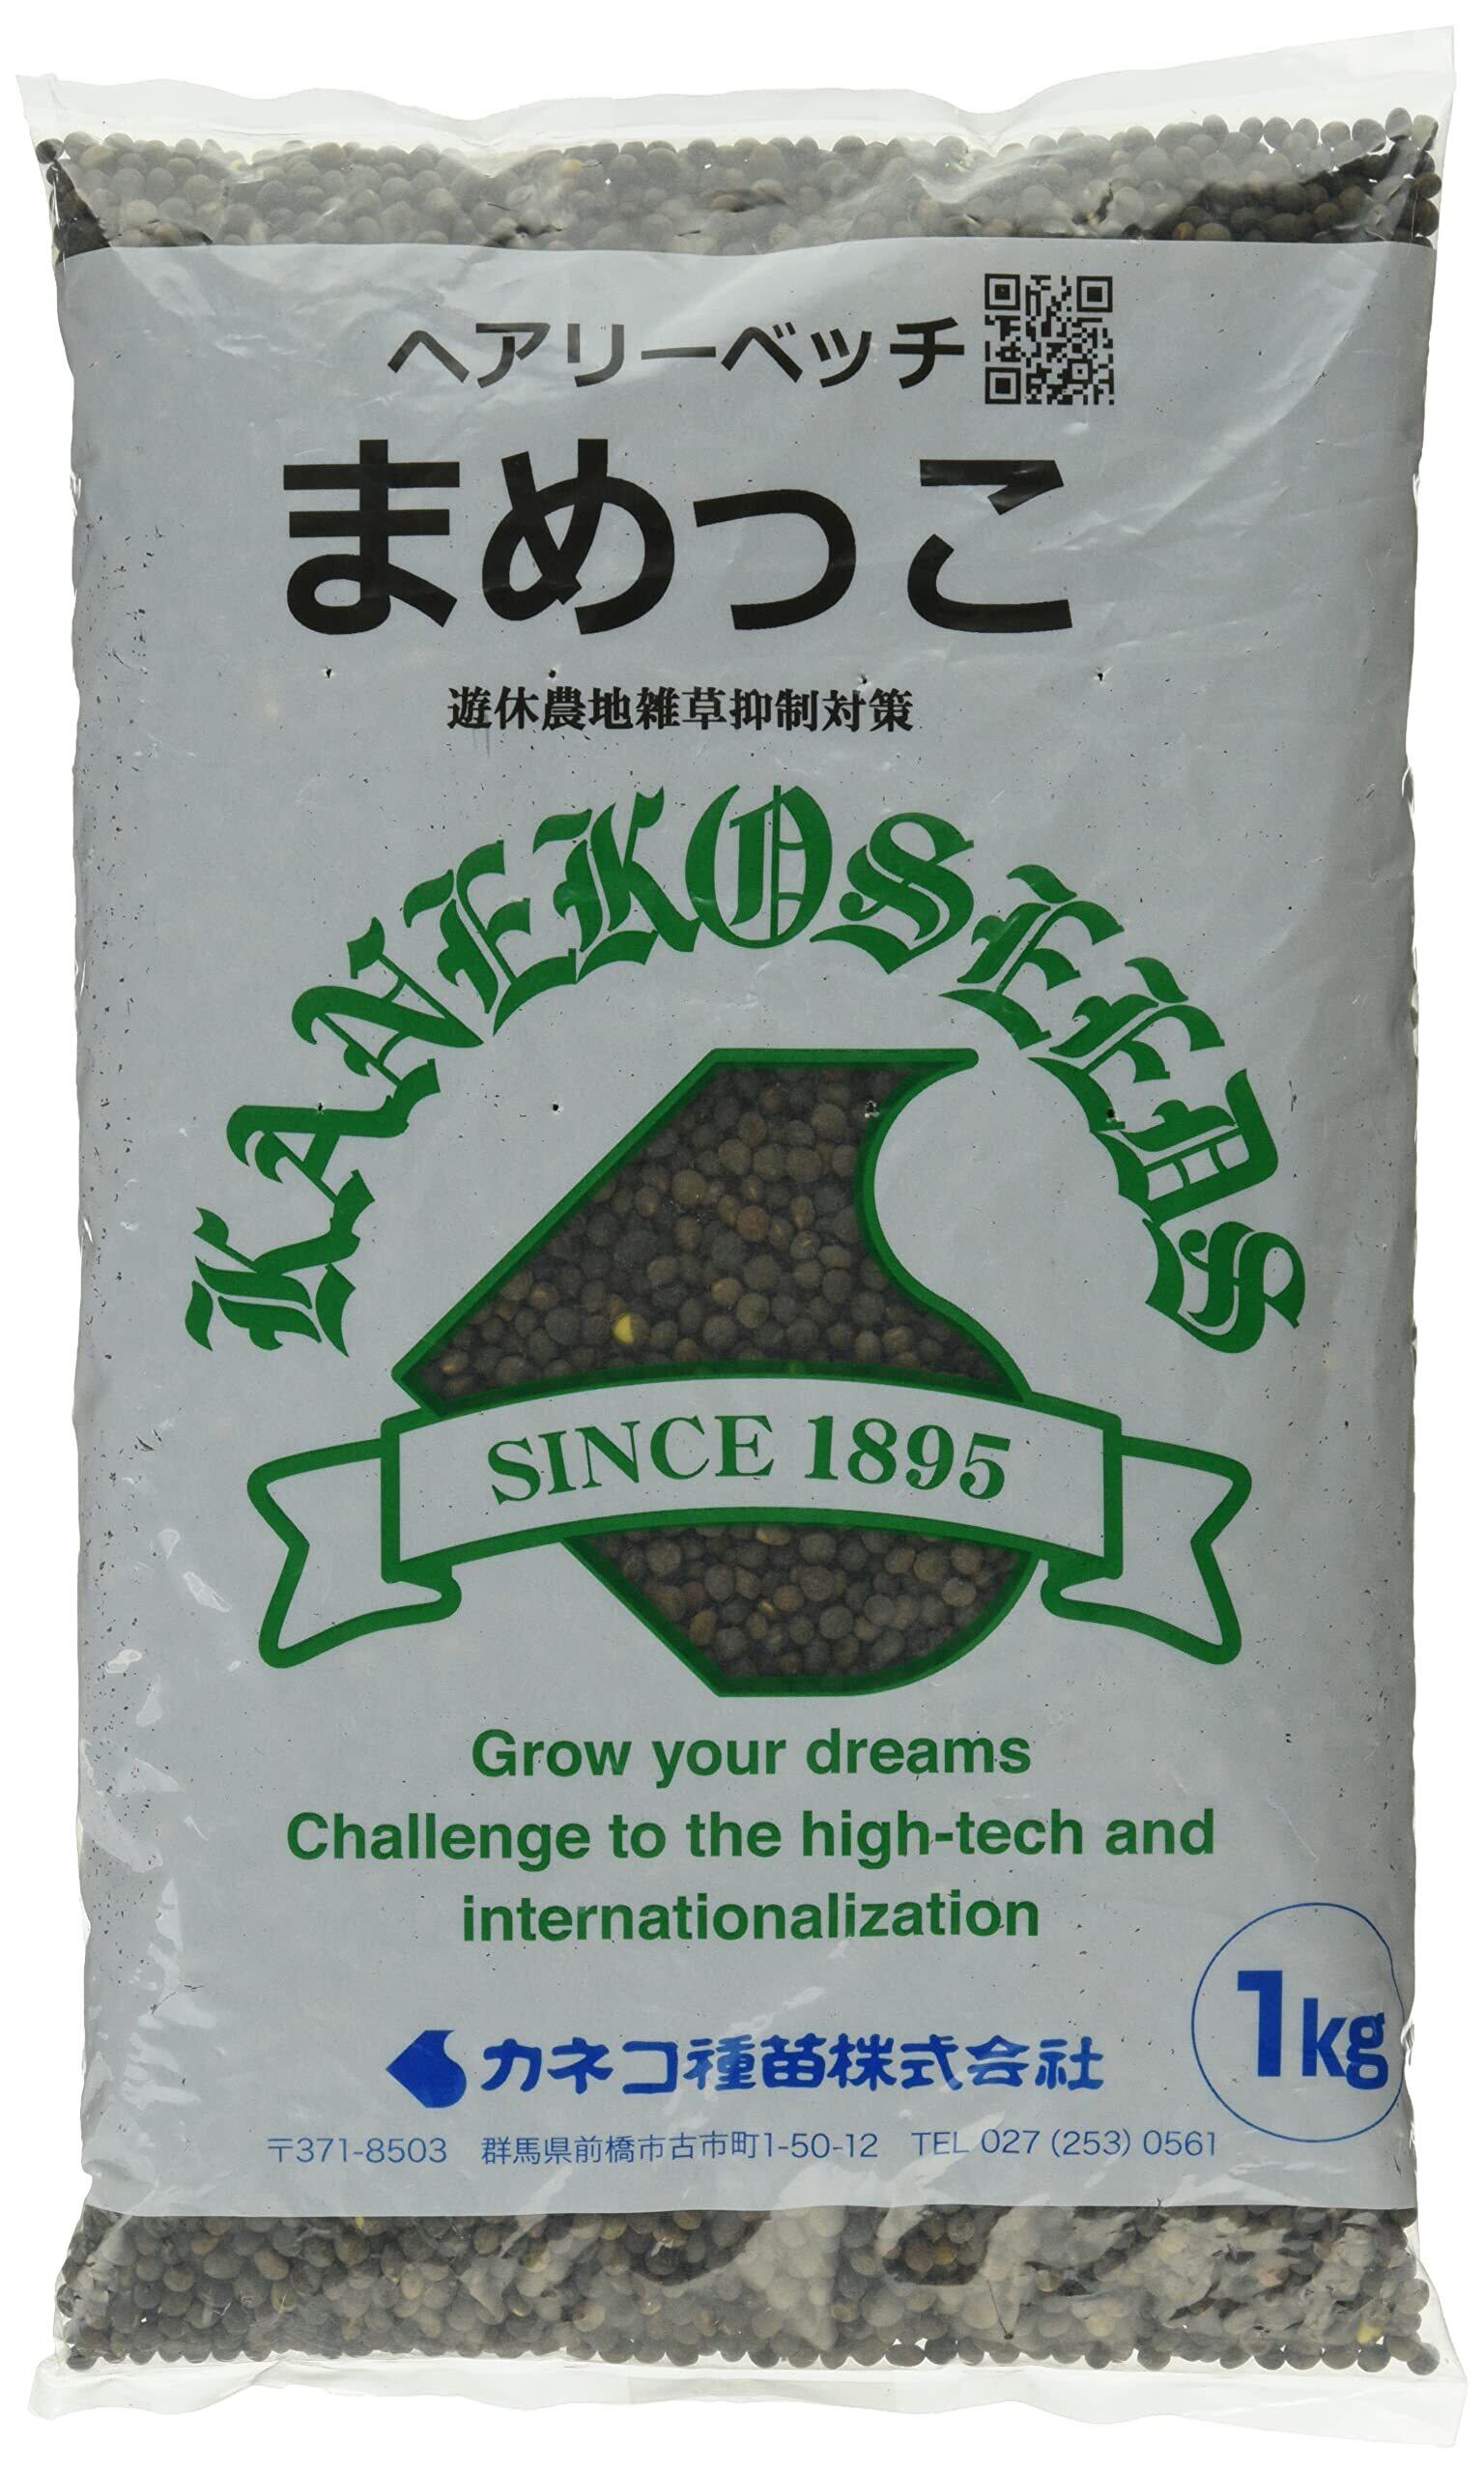 ヘアリーベッチ
まめっこ
遊休農地雑草抑制対策
KANEKO SEEDS
SINCE 1895
Grow your dreams
Challenge to the high-tech and
internationalization
1kg
カネコ種苗株式会社
〒371-8503 群馬県前橋市古市町1-50-12 TEL 027 (253) 0561